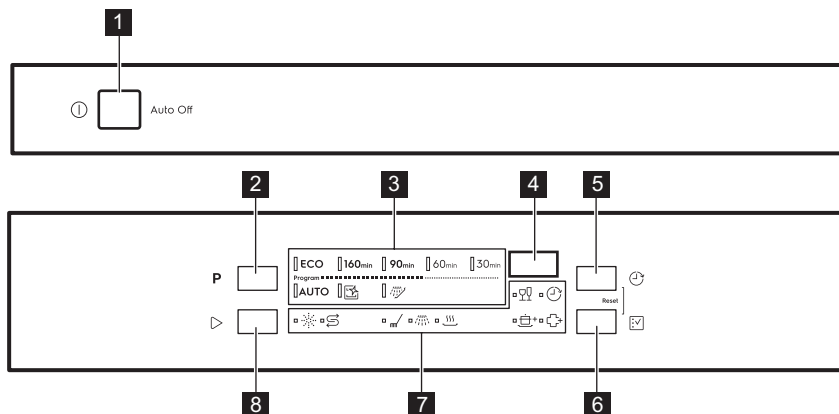 1
Auto Off
2 3 4 5
P
ECO 160min 90min 60min 30min
Program
AUTO
Reset
8 7 6